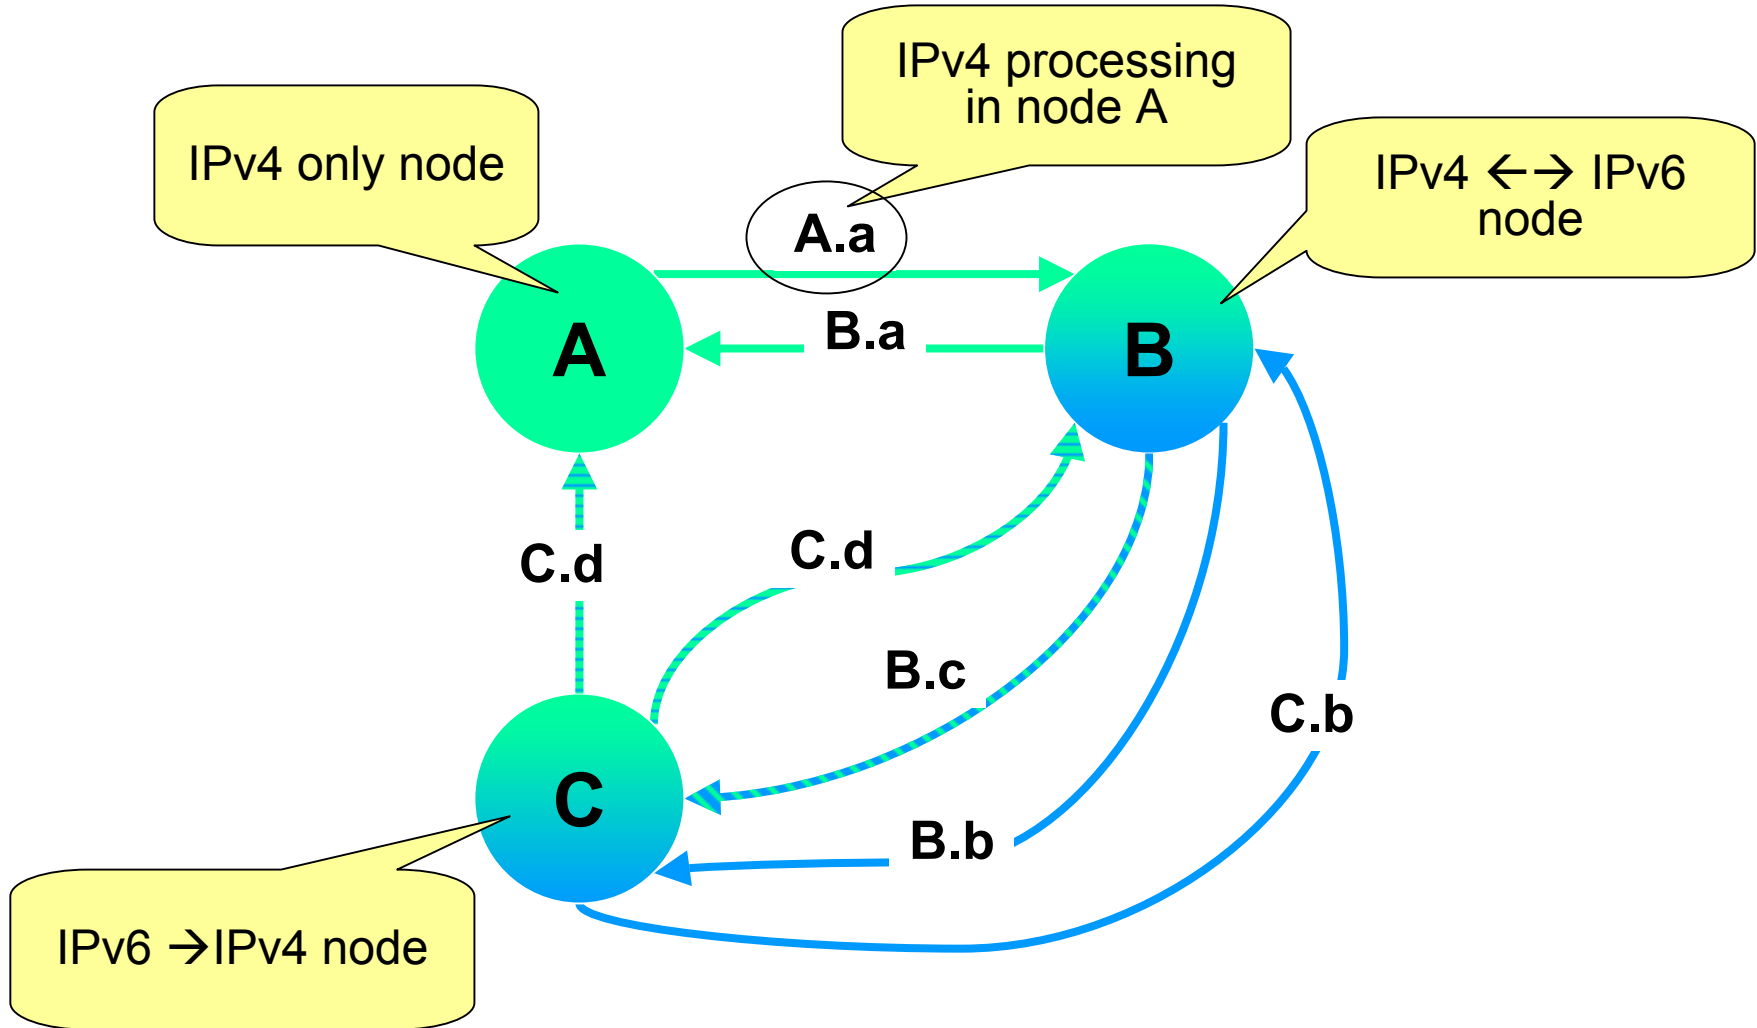 IPv4 processing
in node A
IPv4 only node
IPv4 ←→ IPv6
node
A.a
B.a
A
B
C.d
C.d
B.c
C.b
C
B.b
IPv6 →IPv4 node